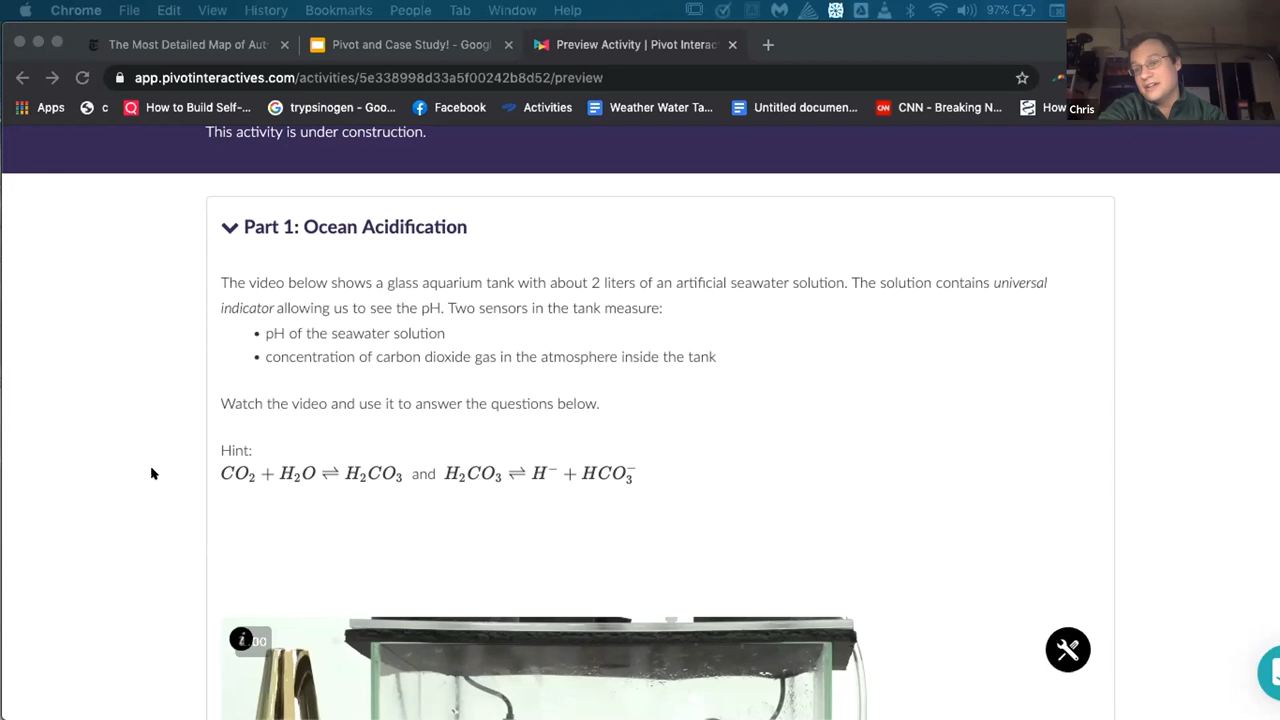 Chrome File Edit View History Bookmarks People Tab Window Help 97%
The Most Detailed Map of Aut Pivot and Case Study! - Googl Preview Activity | Pivot Interac
app.pivotinteractives.com/activities/5e338998d33a5f00242b8d52/preview
Apps c How to Build Self-... trypsinogen - Goo... Facebook Activities Weather Water Ta... Untitled documen... CNN CNN - Breaking N... How
Chris
This activity is under construction.
Part 1: Ocean Acidification
The video below shows a glass aquarium tank with about 2 liters of an artificial seawater solution. The solution contains universal
indicator allowing us to see the pH. Two sensors in the tank measure:
• pH of the seawater solution
• concentration of carbon dioxide gas in the atmosphere inside the tank
Watch the video and use it to answer the questions below.
Hint:
CO₂ + H₂O ⇌ H₂CO₃ and H₂CO₃ ⇌ H⁻ + HCO₃⁻